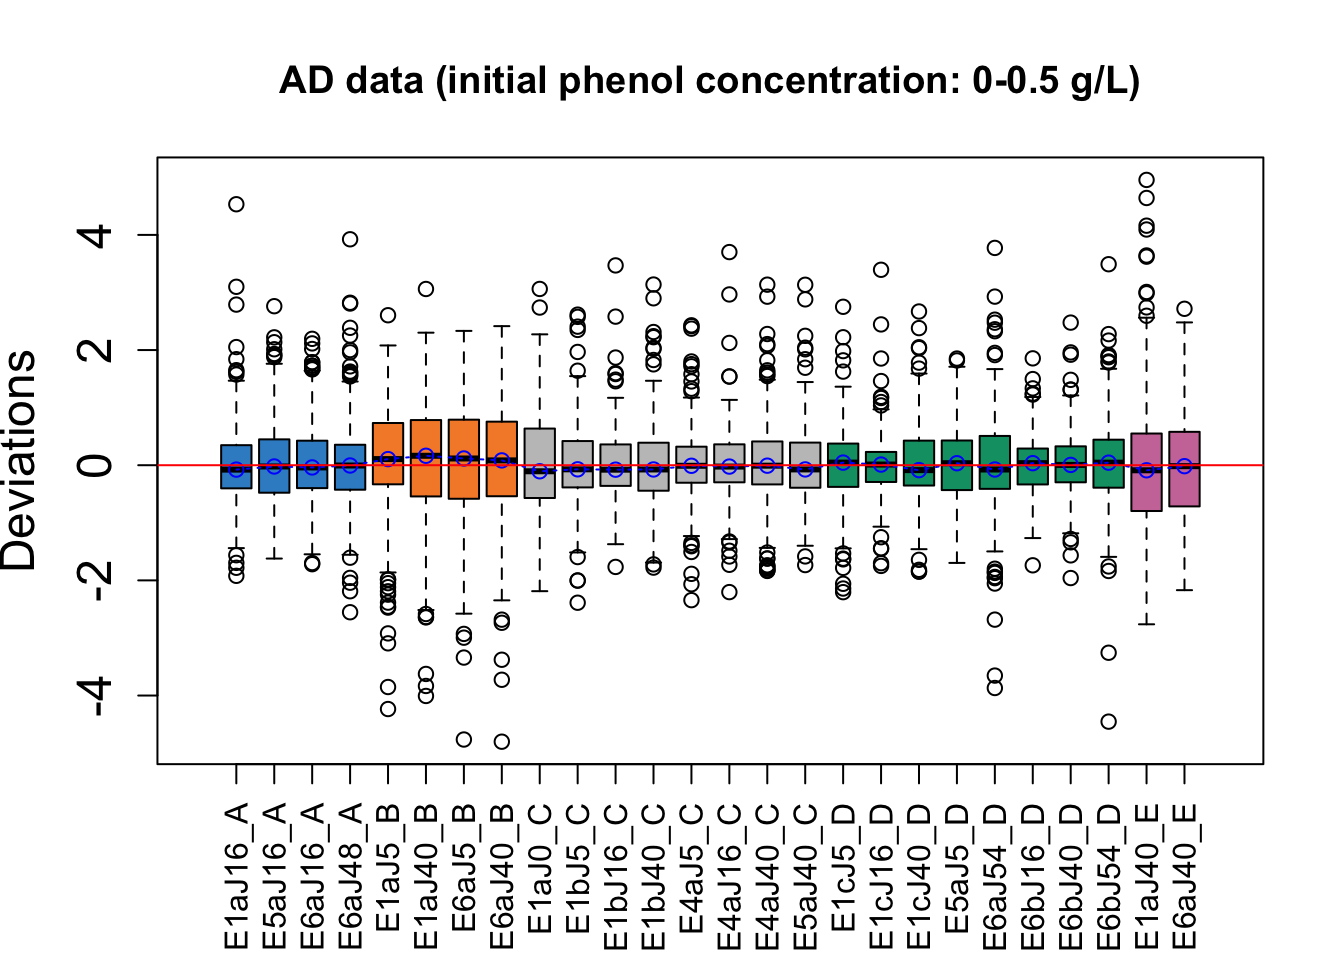 AD data (initial phenol concentration: 0-0.5 g/L)
Deviations
4
2
0
-2
-4
E1aJ16_A
E5aJ16_A
E6aJ16_A
E6aJ48_A
E1aJ5_B
E1aJ40_B
E6aJ5_B
E6aJ40_B
E1aJ0_C
E1bJ5_C
E1bJ16_C
E1bJ40_C
E4aJ5_C
E4aJ16_C
E4aJ40_C
E5aJ40_C
E1cJ5_D
E1cJ16_D
E1cJ40_D
E5aJ5_D
E6aJ54_D
E6bJ16_D
E6bJ40_D
E6bJ54_D
E1aJ40_E
E6aJ40_E